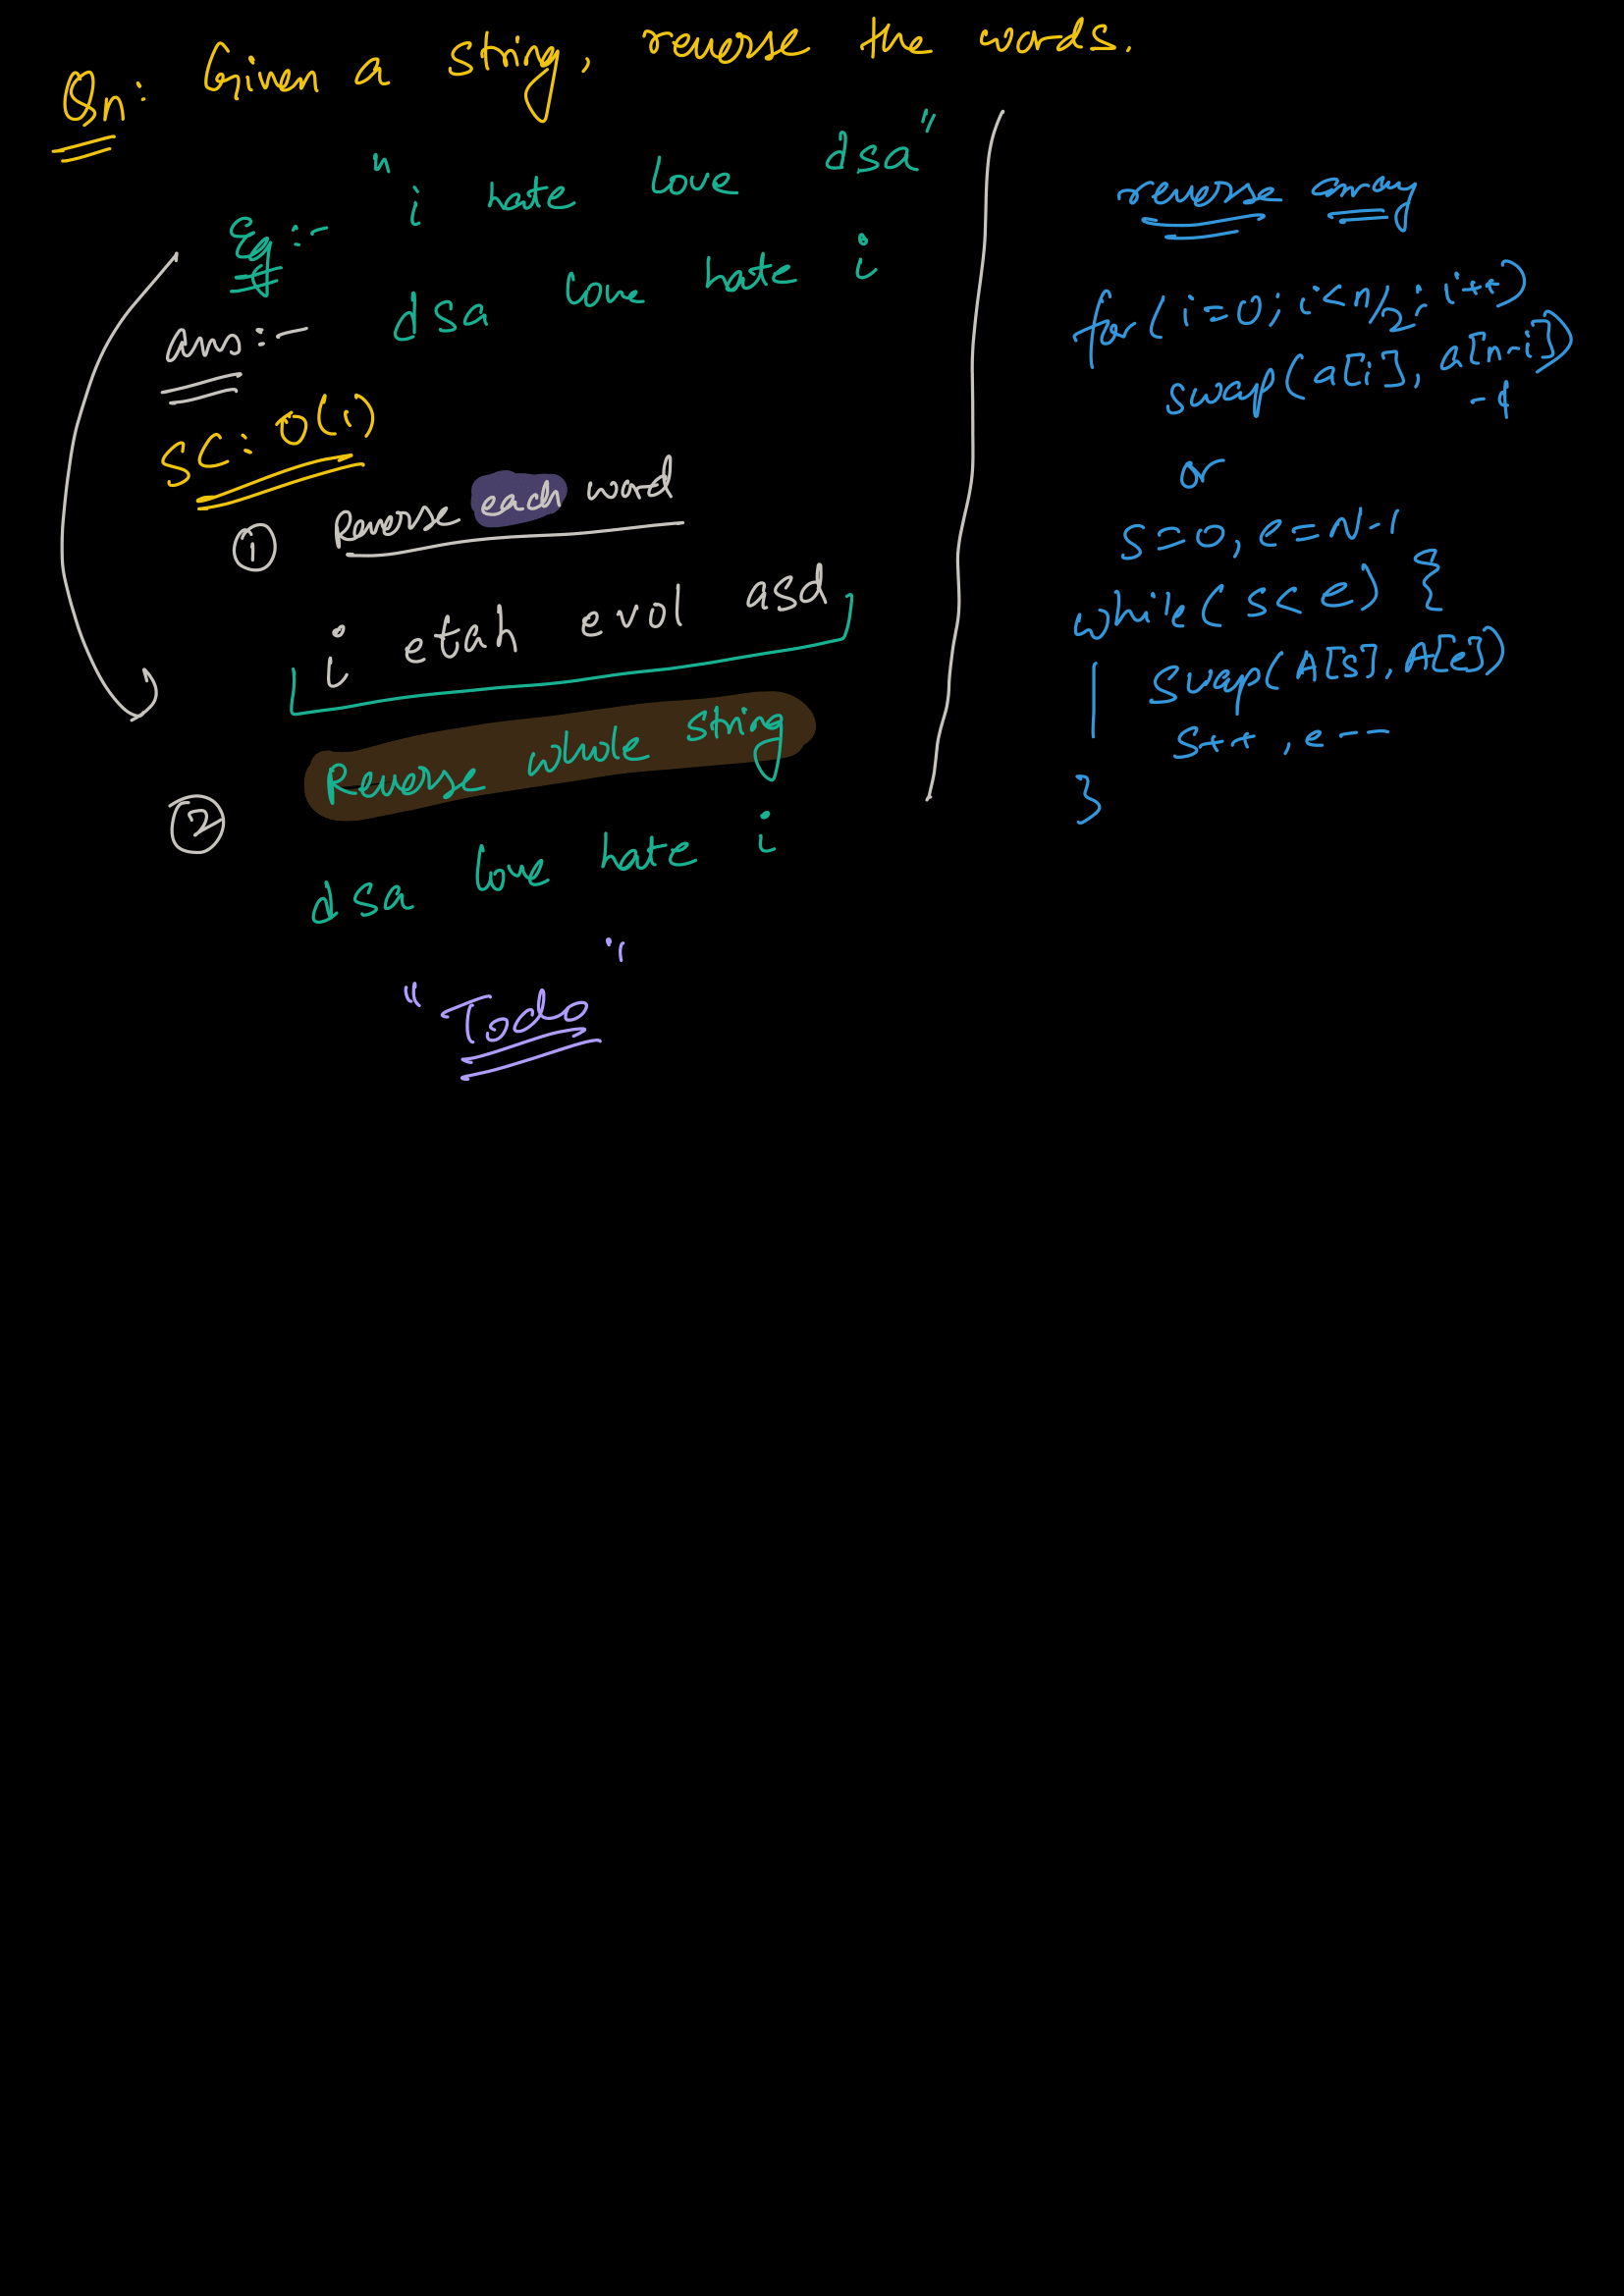 Qn: Given a string, reverse the words.
Eg :- "i hate love dsa"
ans :- dsa love hate i
SC: O(1)
① Reverse each word
i etah evol asd
② Reverse whole string
dsa love hate i
"Todo"
reverse array
for (i=0; i<n/2; i++)
swap(a[i], a[n-i])
-1
or
s=0, e=N-1
while(s<e) {
swap(A[s], A[e])
s++, e--
}